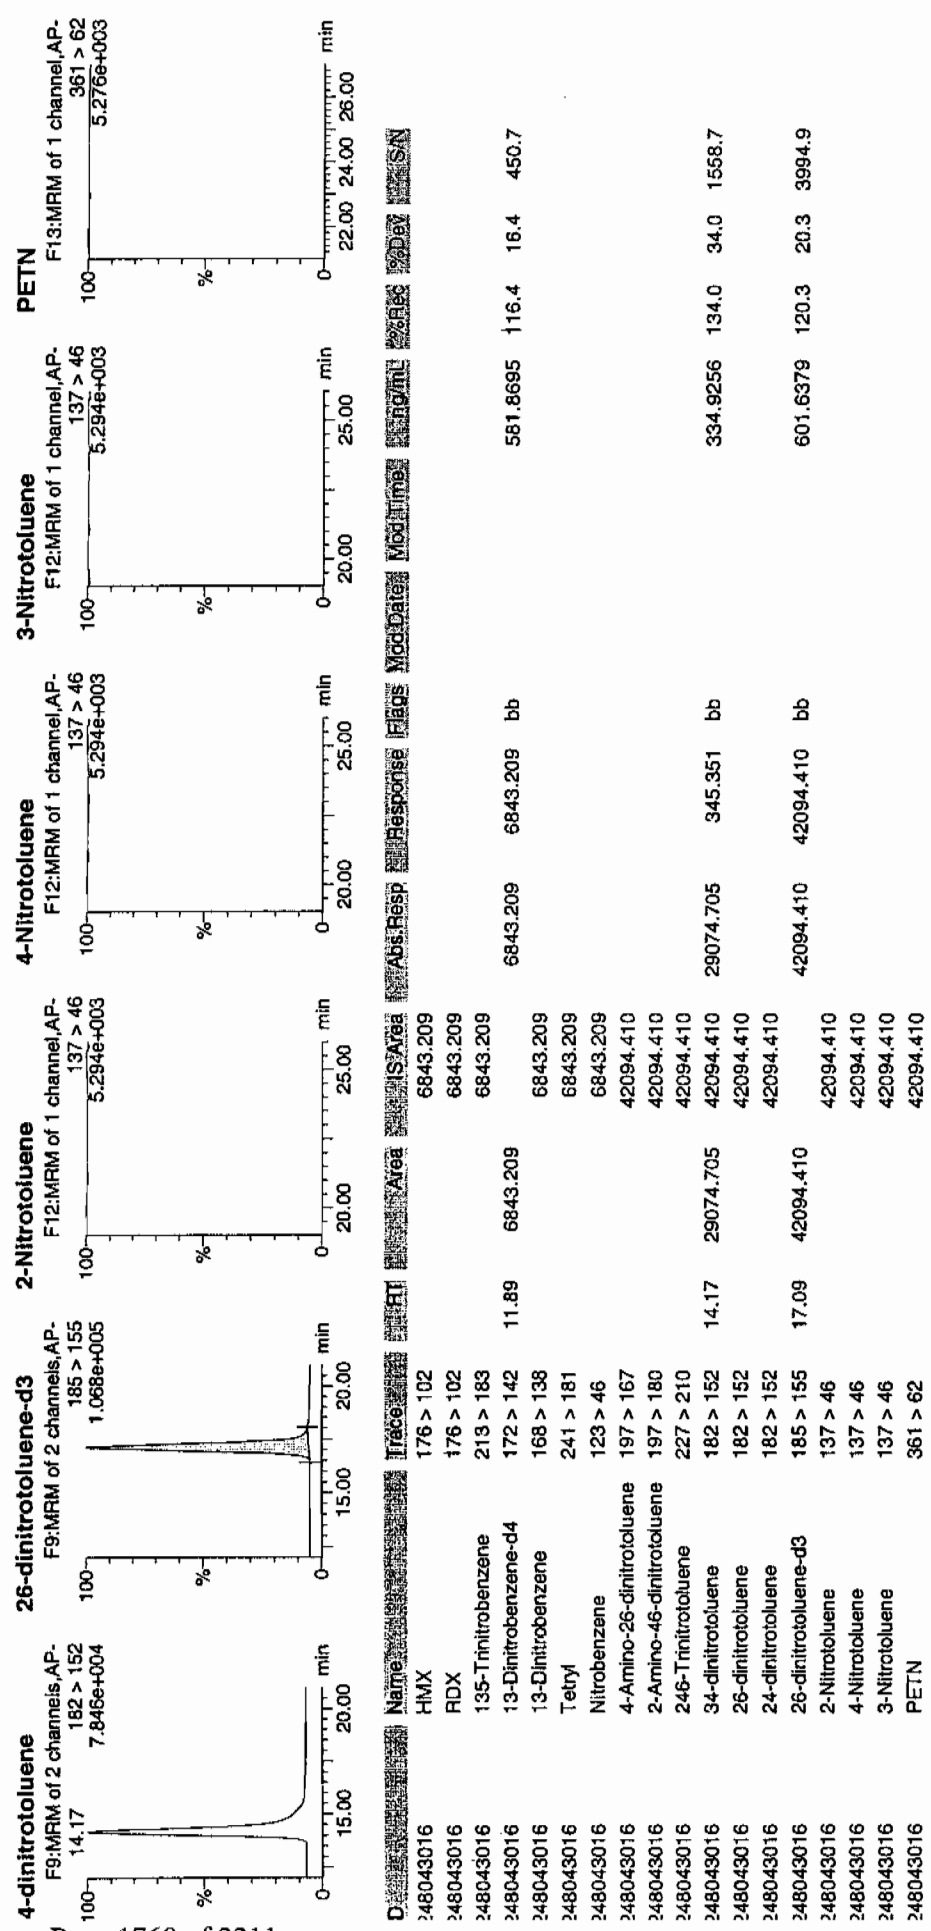 4-dinitrotoluene
F9:MRM of 2 channels,AP-
182 > 152
7.846e+004
14.17
100
%
0
15.00
20.00
min
26-dinitrotoluene-d3
F9:MRM of 2 channels,AP-
185 > 155
1.068e+005
100
%
0
15.00
20.00
min
2-Nitrotoluene
F12:MRM of 1 channel,AP-
137 > 46
5.294e+003
100
%
0
20.00
25.00
min
4-Nitrotoluene
F12:MRM of 1 channel,AP-
137 > 46
5.294e+003
100
%
0
20.00
25.00
min
3-Nitrotoluene
F12:MRM of 1 channel,AP-
137 > 46
5.294e+003
100
%
0
20.00
25.00
min
PETN
F13:MRM of 1 channel,AP-
361 > 62
5.276e+003
100
%
0
22.00
24.00
26.00
min
Name Trace RT Area IS Area Abs.Resp Response Flags Mod.Date Mod.Time ng/mL %Rec %Dev S/N
248043016 HMX 176 > 102 6843.209
248043016 RDX 176 > 102 6843.209
248043016 135-Trinitrobenzene 213 > 183 6843.209
248043016 13-Dinitrobenzene-d4 172 > 142 11.89 6843.209 6843.209 6843.209 bb 581.8695 116.4 16.4 450.7
248043016 13-Dinitrobenzene 168 > 138 6843.209
248043016 Tetryl 241 > 181 6843.209
248043016 Nitrobenzene 123 > 46 6843.209
248043016 4-Amino-26-dinitrotoluene 197 > 167 42094.410
248043016 2-Amino-46-dinitrotoluene 197 > 180 42094.410
248043016 246-Trinitrotoluene 227 > 210 42094.410
248043016 34-dinitrotoluene 182 > 152 14.17 29074.705 42094.410 29074.705 345.351 bb 334.9256 134.0 34.0 1558.7
248043016 26-dinitrotoluene 182 > 152 42094.410
248043016 24-dinitrotoluene 182 > 152 42094.410
248043016 26-dinitrotoluene-d3 185 > 155 17.09 42094.410 42094.410 42094.410 bb 601.6379 120.3 20.3 3994.9
248043016 2-Nitrotoluene 137 > 46 42094.410
248043016 4-Nitrotoluene 137 > 46 42094.410
248043016 3-Nitrotoluene 137 > 46 42094.410
248043016 PETN 361 > 62 42094.410